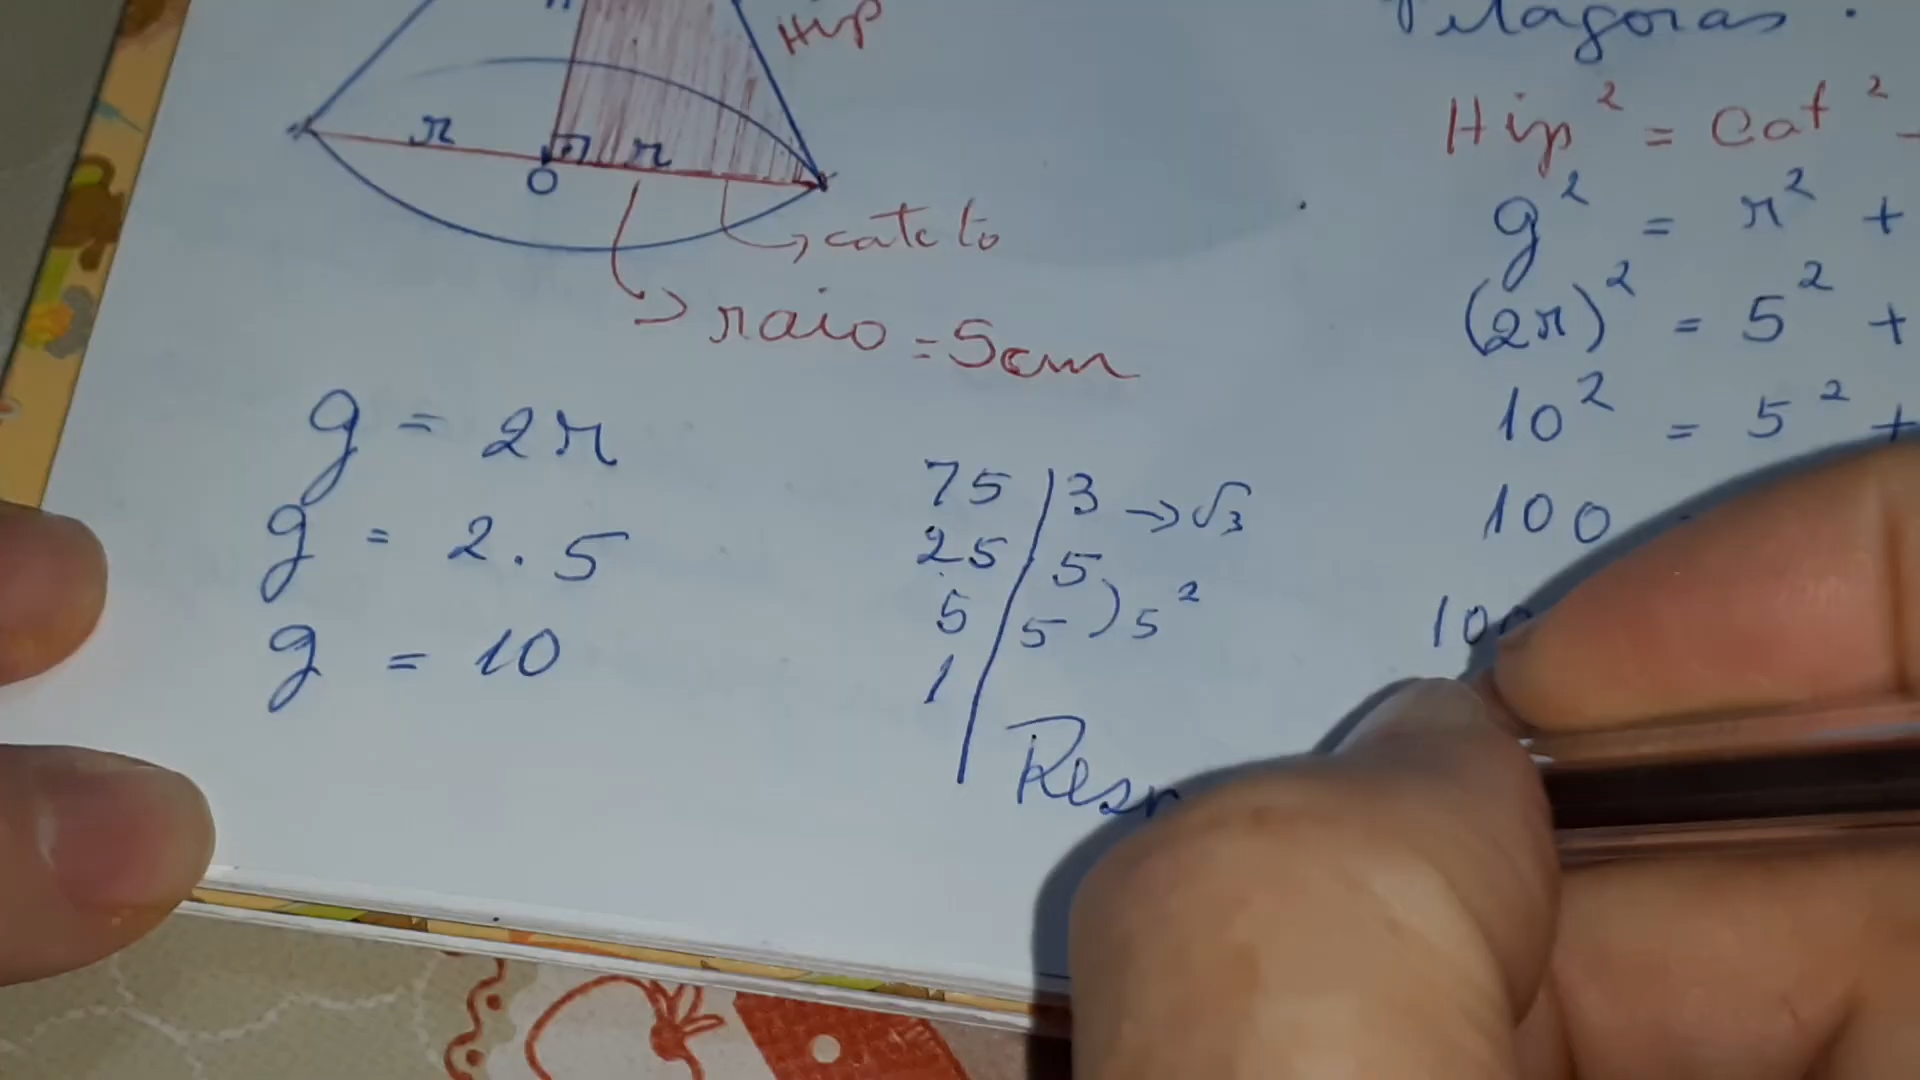 Hip
r
r
O
cateto
raio = 5cm
g = 2r
g = 2.5
g = 10
75 | 3 → √3
25 | 5
5 | 5 ) 5²
1
Pitágoras.
Hip² = Cat²
g² = r² +
(2r)² = 5² +
10² = 5² +
100